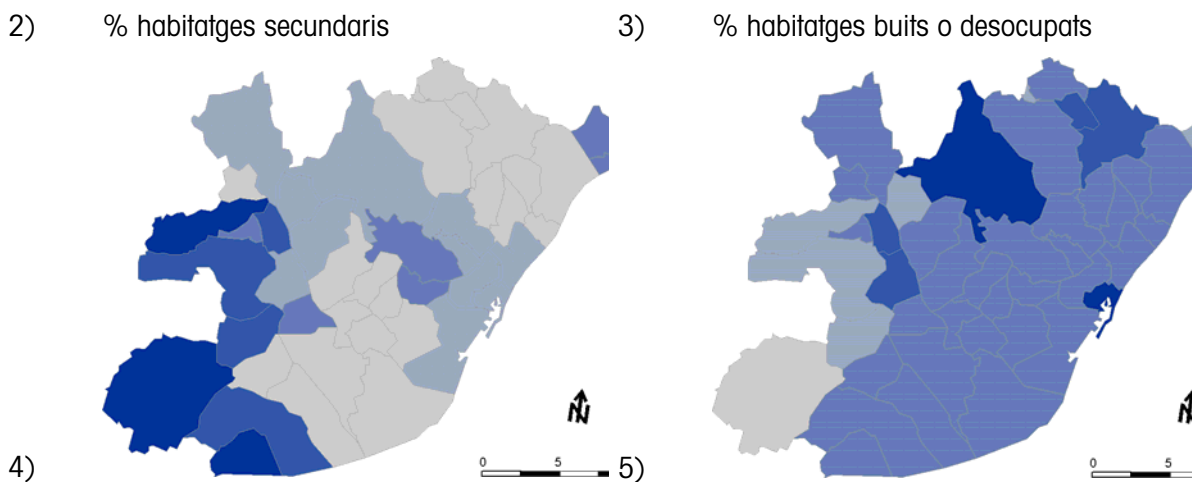 2) % habitatges secundaris
3) % habitatges buits o desocupats
N
N
4)
0 5
5)
0 5